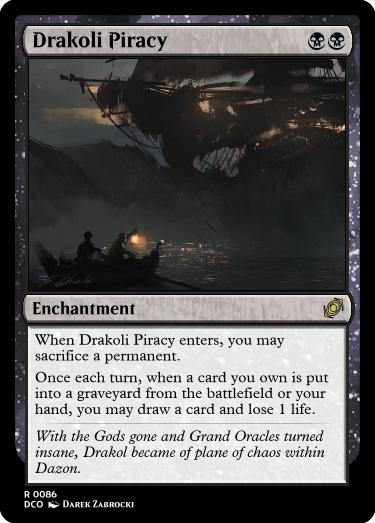 Drakoli Piracy
Enchantment
When Drakoli Piracy enters, you may
sacrifice a permanent.
Once each turn, when a card you own is put
into a graveyard from the battlefield or your
hand, you may draw a card and lose 1 life.
With the Gods gone and Grand Oracles turned
insane, Drakol became of plane of chaos within
Dazon.
R 0086
DCO Darek Zabrocki